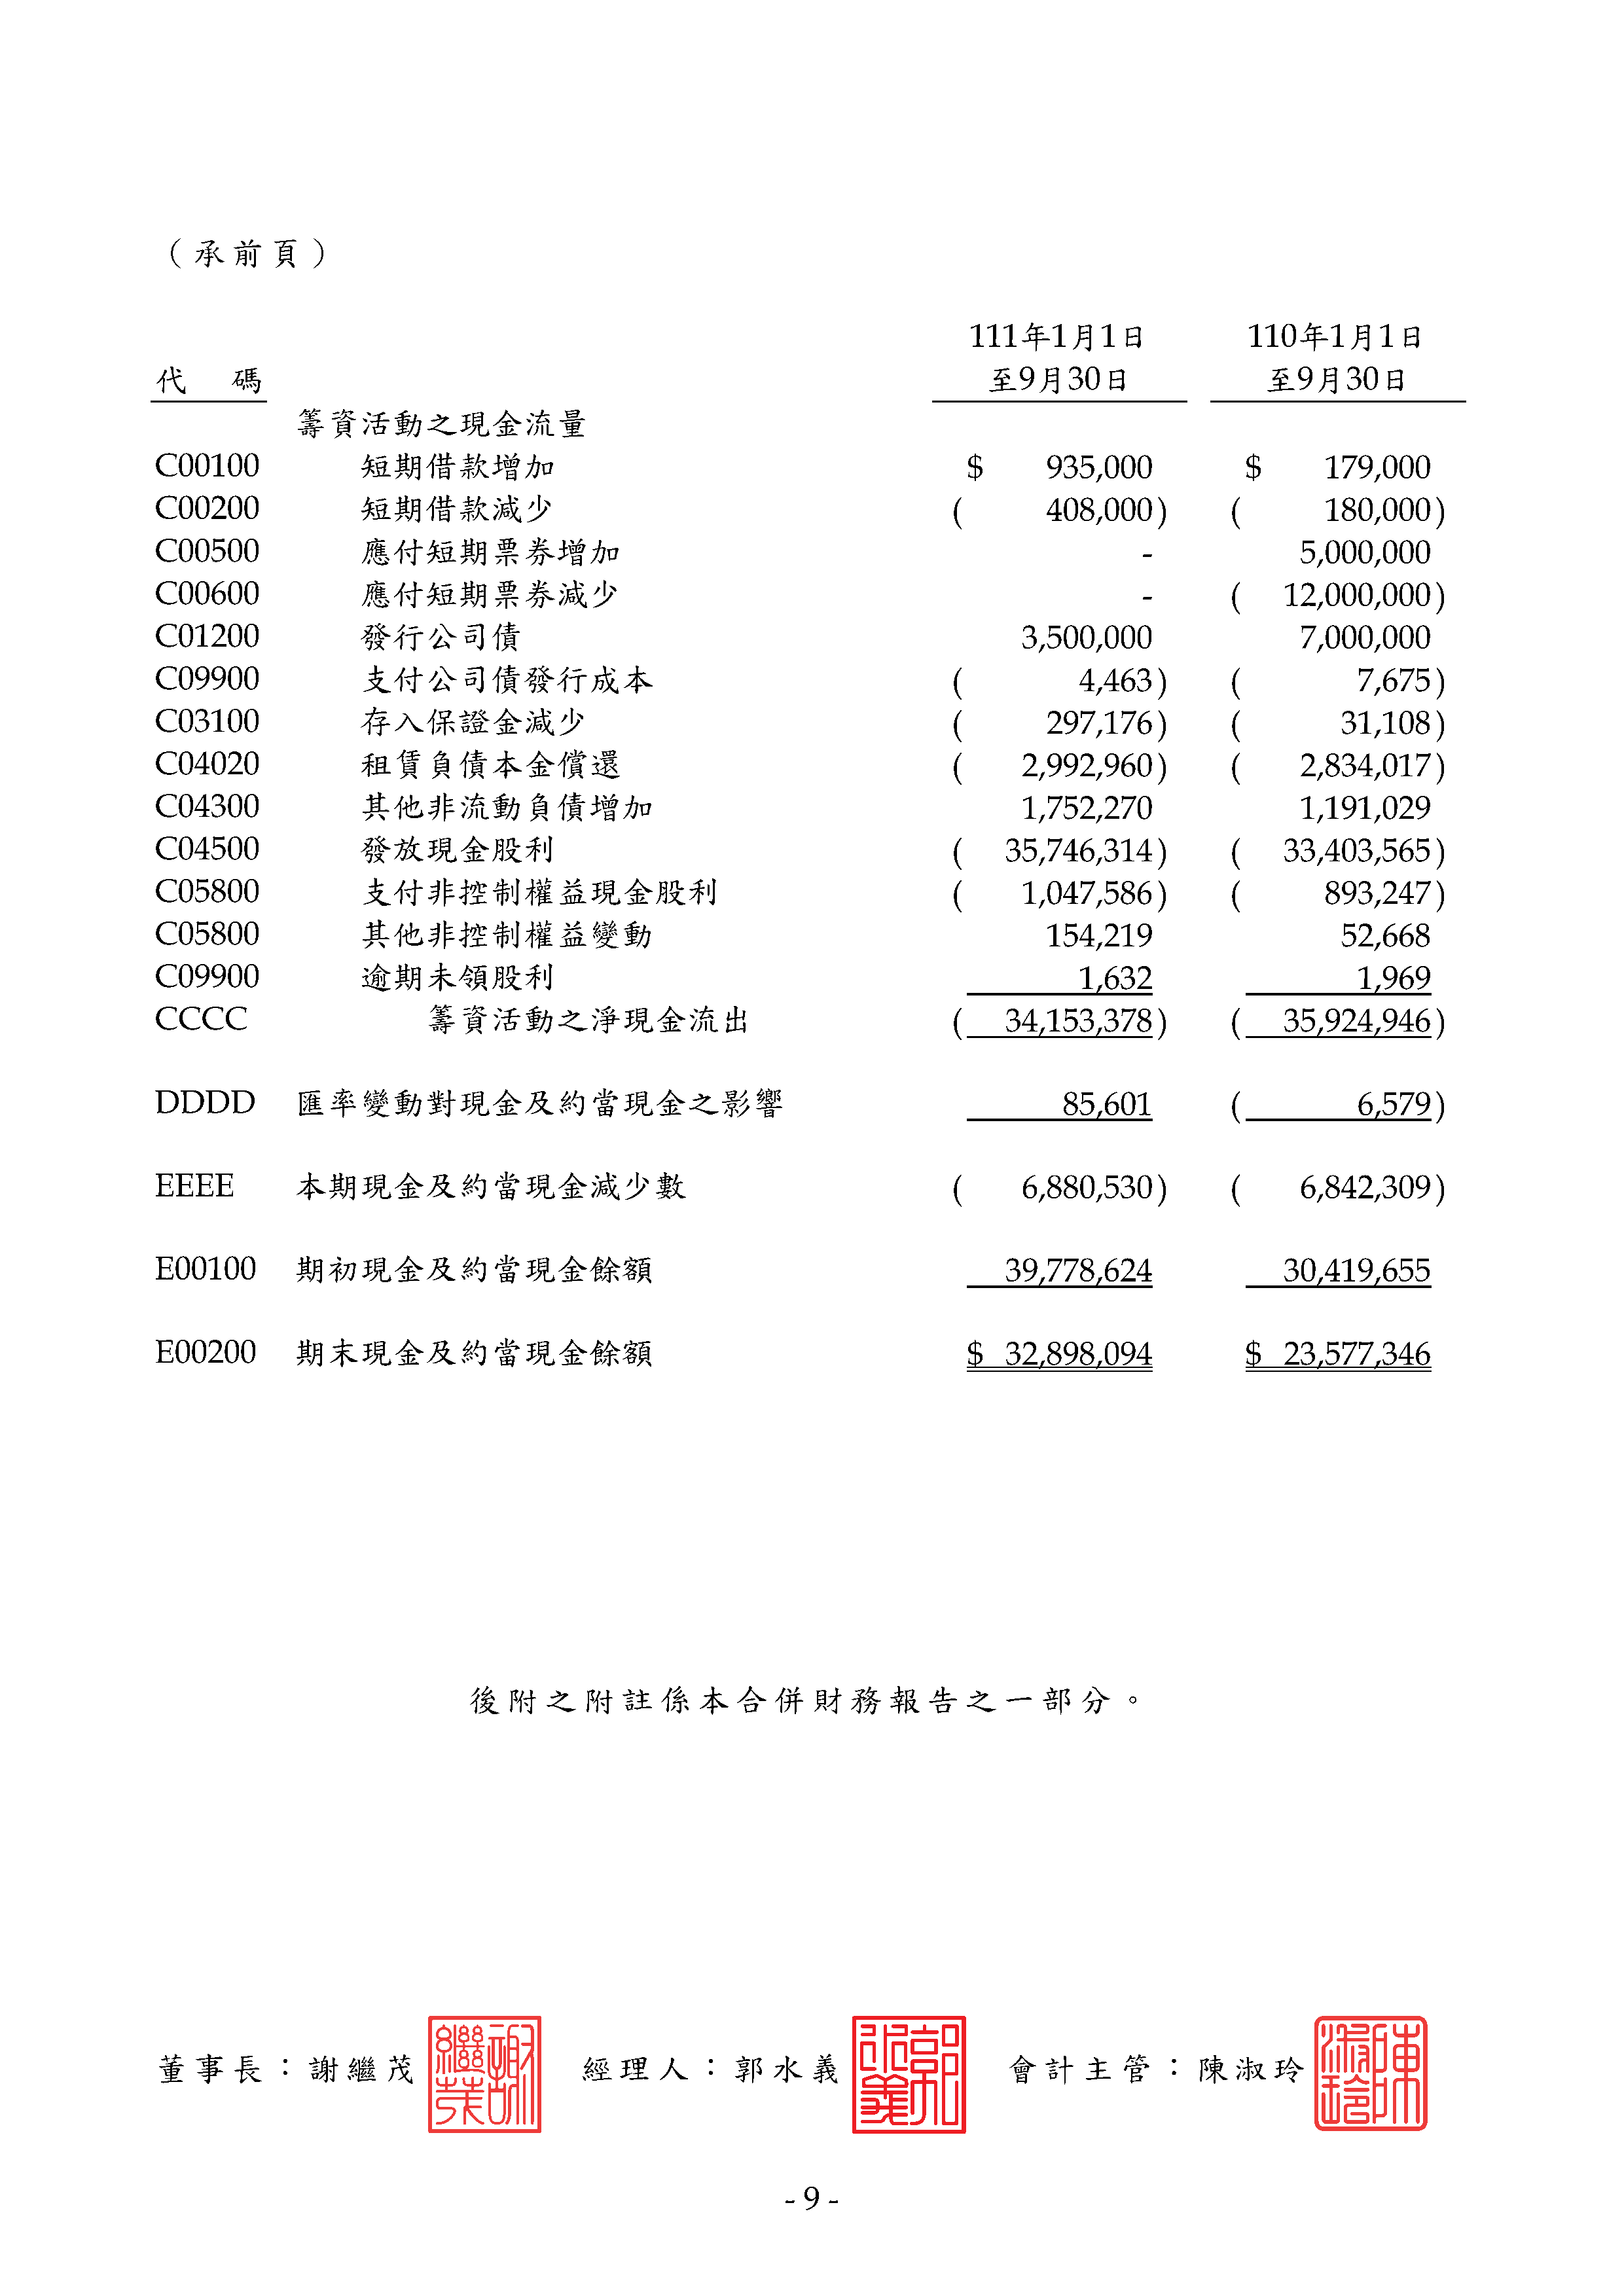 （承前頁）
111年1月1日 110年1月1日
代 碼 至9月30日 至9月30日
籌資活動之現金流量
C00100 短期借款增加 $ 935,000 $ 179,000
C00200 短期借款減少 ( 408,000) ( 180,000)
C00500 應付短期票券增加 - 5,000,000
C00600 應付短期票券減少 - ( 12,000,000)
C01200 發行公司債 3,500,000 7,000,000
C09900 支付公司債發行成本 ( 4,463) ( 7,675)
C03100 存入保證金減少 ( 297,176) ( 31,108)
C04020 租賃負債本金償還 ( 2,992,960) ( 2,834,017)
C04300 其他非流動負債增加 1,752,270 1,191,029
C04500 發放現金股利 ( 35,746,314) ( 33,403,565)
C05800 支付非控制權益現金股利 ( 1,047,586) ( 893,247)
C05800 其他非控制權益變動 154,219 52,668
C09900 逾期未領股利 1,632 1,969
CCCC 籌資活動之淨現金流出 ( 34,153,378) ( 35,924,946)
DDDD 匯率變動對現金及約當現金之影響 85,601 ( 6,579)
EEEE 本期現金及約當現金減少數 ( 6,880,530) ( 6,842,309)
E00100 期初現金及約當現金餘額 39,778,624 30,419,655
E00200 期末現金及約當現金餘額 $ 32,898,094 $ 23,577,346
後附之附註係本合併財務報告之一部分。
董事長：謝繼茂 謝繼茂 經理人：郭水義 郭水義 會計主管：陳淑玲 陳淑玲
- 9 -